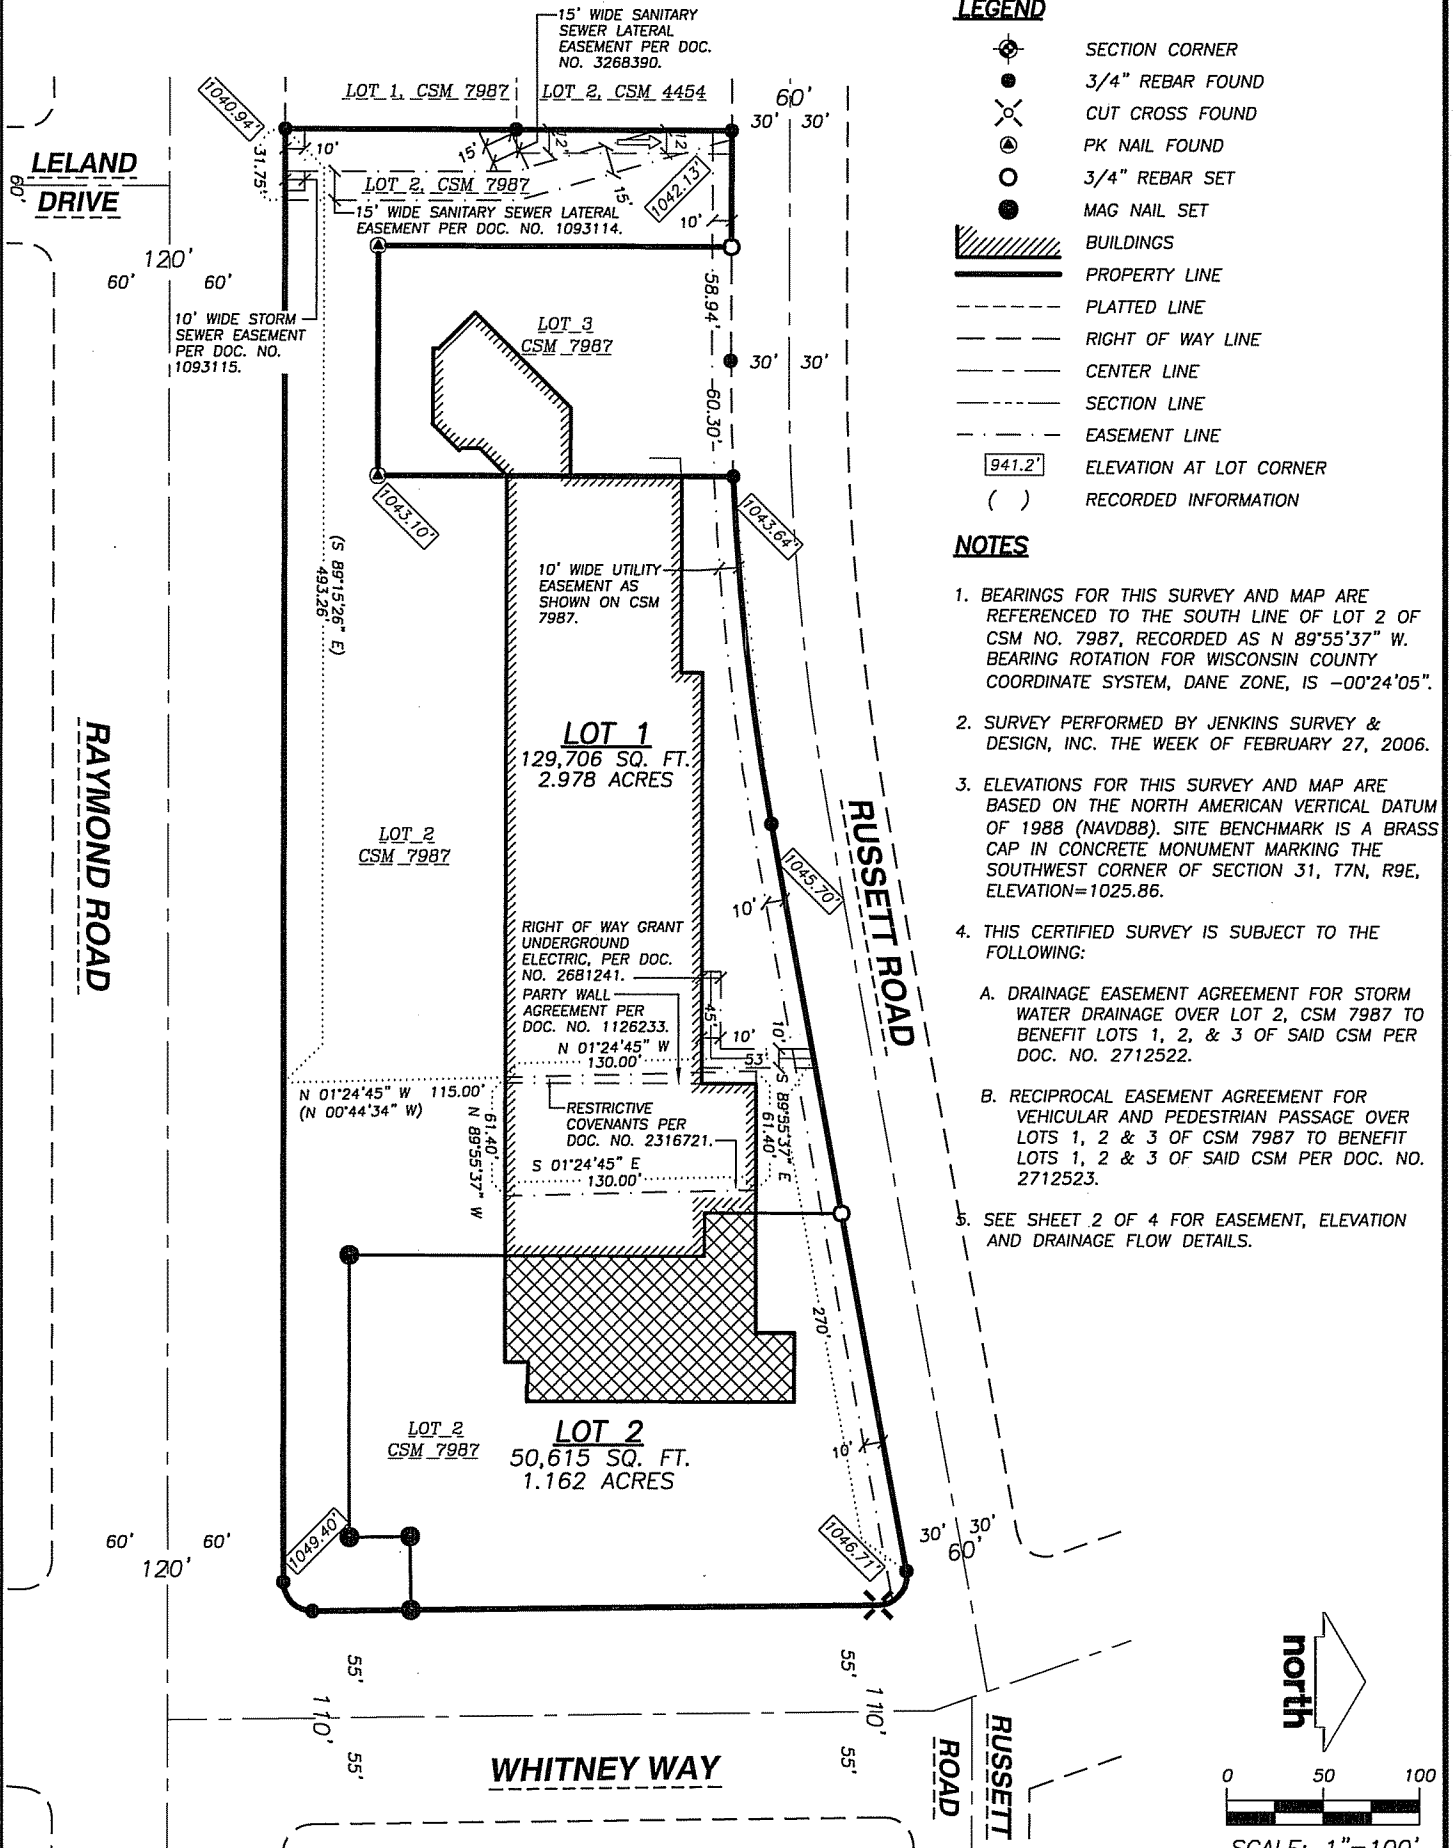 15' WIDE SANITARY
SEWER LATERAL
EASEMENT PER DOC.
NO. 3268390.
LOT 1, CSM 7987
LOT 2, CSM 4454
60'
30' 30'
1040.94'
10'
31.75'
15'
12'
12'
15'
1042.13'
10'
LELAND
DRIVE
60'
LOT 2, CSM 7987
15' WIDE SANITARY SEWER LATERAL
EASEMENT PER DOC. NO. 1093114.
120'
60' 60'
10' WIDE STORM
SEWER EASEMENT
PER DOC. NO.
1093115.
58.94'
LOT 3
CSM 7987
30' 30'
60.30'
1043.10'
1043.64'
(S 89°15'26" E)
493.26'
10' WIDE UTILITY
EASEMENT AS
SHOWN ON CSM
7987.
RAYMOND ROAD
LOT 1
129,706 SQ. FT.
2.978 ACRES
LOT 2
CSM 7987
RUSSETT ROAD
1045.70'
10'
RIGHT OF WAY GRANT
UNDERGROUND
ELECTRIC, PER DOC.
NO. 2681241.
PARTY WALL
AGREEMENT PER
DOC. NO. 1126233.
45'
10'
10'
53'
N 01°24'45" W
130.00'
N 01°24'45" W 115.00'
(N 00°44'34" W)
61.40'
N 89°55'37" W
RESTRICTIVE
COVENANTS PER
DOC. NO. 2316721.
S 89°55'37" E
61.40'
S 01°24'45" E
130.00'
270'
LOT 2
CSM 7987
LOT 2
50,615 SQ. FT.
1.162 ACRES
10'
1049.40'
1046.71'
60' 60'
120'
30' 30'
60'
55'
110'
55'
55'
110'
55'
WHITNEY WAY
RUSSETT
ROAD
LEGEND
SECTION CORNER
3/4" REBAR FOUND
CUT CROSS FOUND
PK NAIL FOUND
3/4" REBAR SET
MAG NAIL SET
BUILDINGS
PROPERTY LINE
PLATTED LINE
RIGHT OF WAY LINE
CENTER LINE
SECTION LINE
EASEMENT LINE
941.2' ELEVATION AT LOT CORNER
( ) RECORDED INFORMATION
NOTES
1. BEARINGS FOR THIS SURVEY AND MAP ARE
REFERENCED TO THE SOUTH LINE OF LOT 2 OF
CSM NO. 7987, RECORDED AS N 89°55'37" W.
BEARING ROTATION FOR WISCONSIN COUNTY
COORDINATE SYSTEM, DANE ZONE, IS -00°24'05".
2. SURVEY PERFORMED BY JENKINS SURVEY &
DESIGN, INC. THE WEEK OF FEBRUARY 27, 2006.
3. ELEVATIONS FOR THIS SURVEY AND MAP ARE
BASED ON THE NORTH AMERICAN VERTICAL DATUM
OF 1988 (NAVD88). SITE BENCHMARK IS A BRASS
CAP IN CONCRETE MONUMENT MARKING THE
SOUTHWEST CORNER OF SECTION 31, T7N, R9E,
ELEVATION=1025.86.
4. THIS CERTIFIED SURVEY IS SUBJECT TO THE
FOLLOWING:
A. DRAINAGE EASEMENT AGREEMENT FOR STORM
WATER DRAINAGE OVER LOT 2, CSM 7987 TO
BENEFIT LOTS 1, 2, & 3 OF SAID CSM PER
DOC. NO. 2712522.
B. RECIPROCAL EASEMENT AGREEMENT FOR
VEHICULAR AND PEDESTRIAN PASSAGE OVER
LOTS 1, 2 & 3 OF CSM 7987 TO BENEFIT
LOTS 1, 2 & 3 OF SAID CSM PER DOC. NO.
2712523.
5. SEE SHEET 2 OF 4 FOR EASEMENT, ELEVATION
AND DRAINAGE FLOW DETAILS.
north
0 50 100
SCALE: 1"=100'